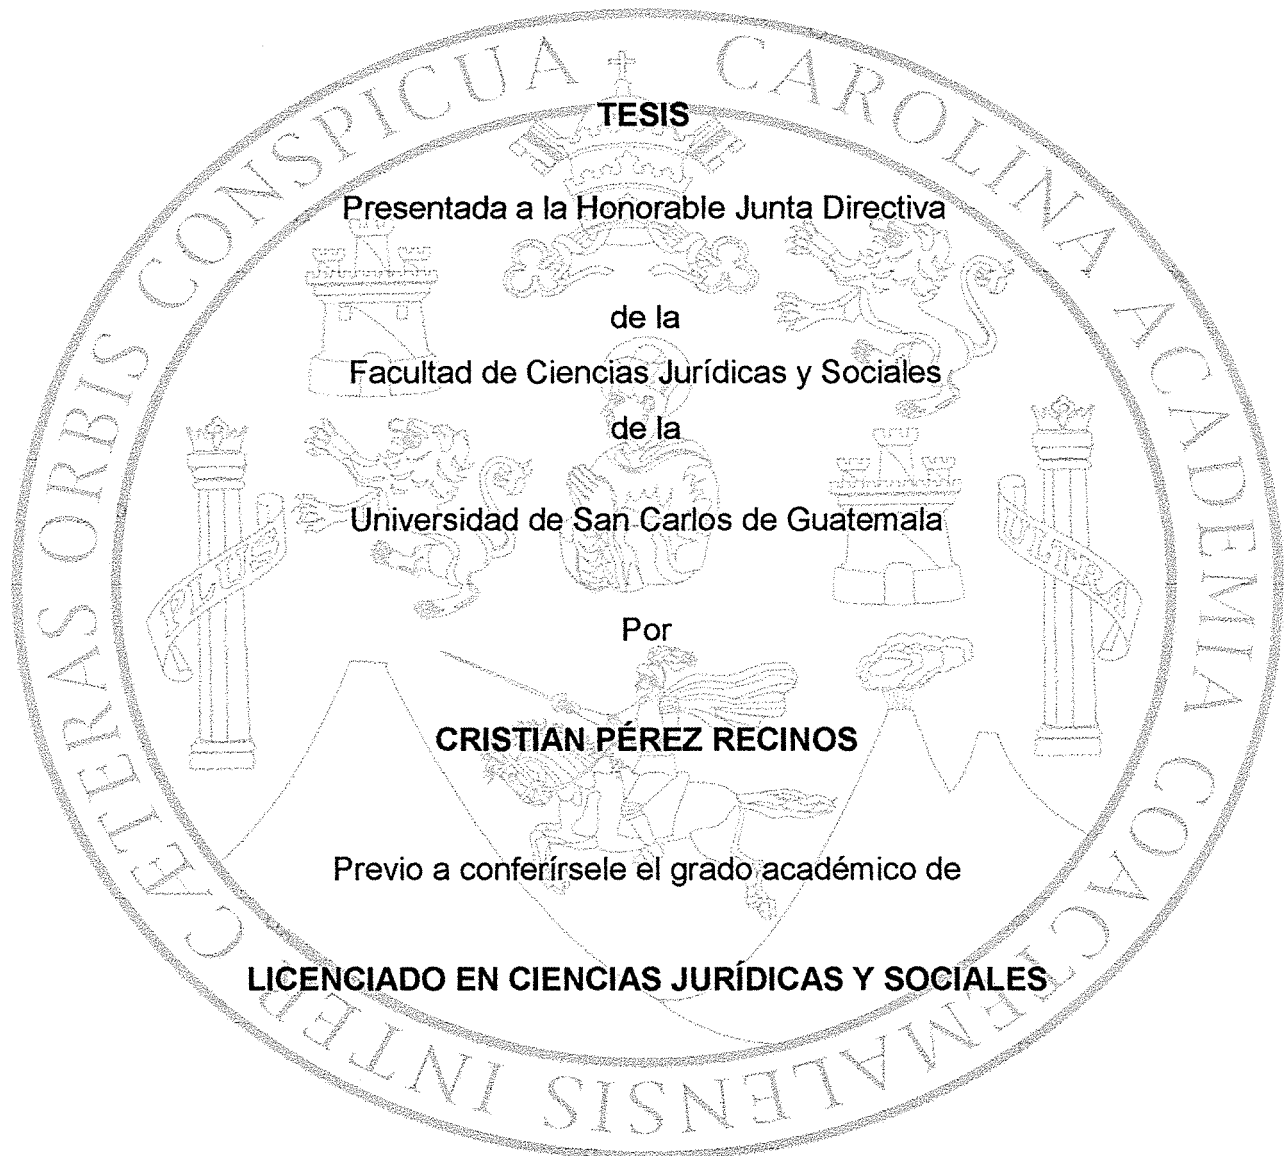 TESIS
Presentada a la Honorable Junta Directiva
de la
Facultad de Ciencias Jurídicas y Sociales
de la
Universidad de San Carlos de Guatemala
Por
CRISTIAN PÉREZ RECINOS
Previo a conferírsele el grado académico de
LICENCIADO EN CIENCIAS JURÍDICAS Y SOCIALES
CAROLINA ACADEMIA COACTEMALENSIS INTER CÆTERAS ORBIS CONSPICUA
PLUS
ULTRA